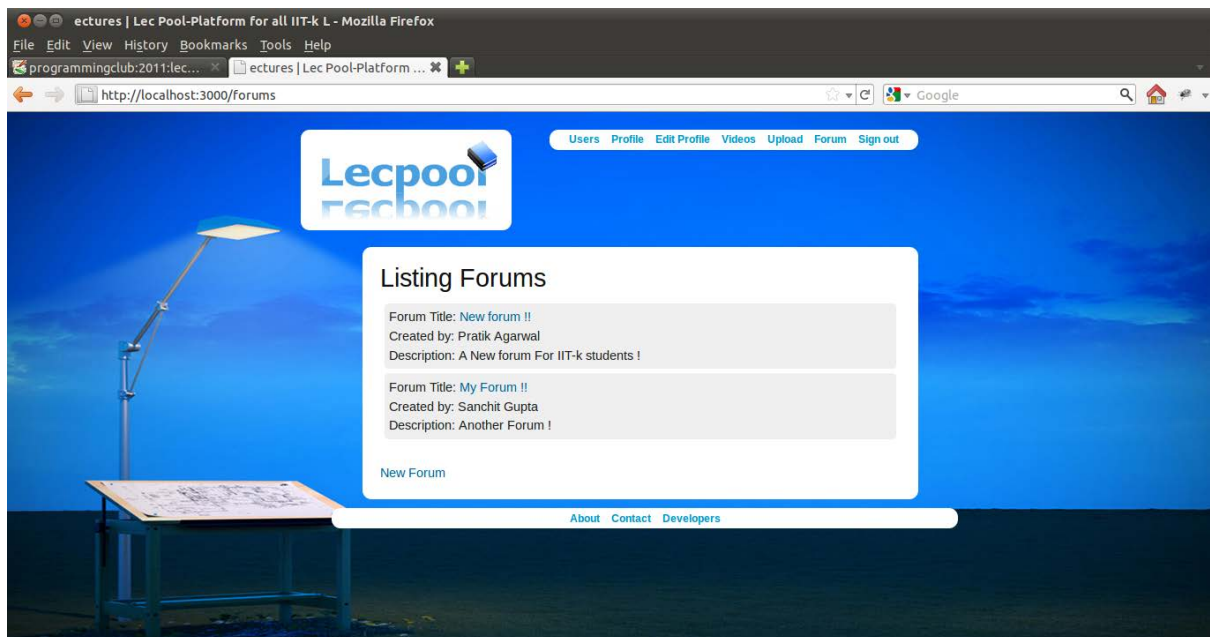 ectures | Lec Pool-Platform for all IIT-k L - Mozilla Firefox
File Edit View History Bookmarks Tools Help
programmingclub:2011:lec... ectures | Lec Pool-Platform ...
http://localhost:3000/forums Google
Users Profile Edit Profile Videos Upload Forum Sign out
Lecpool
Listing Forums
Forum Title: New forum !!
Created by: Pratik Agarwal
Description: A New forum For IIT-k students !
Forum Title: My Forum !!
Created by: Sanchit Gupta
Description: Another Forum !
New Forum
About Contact Developers